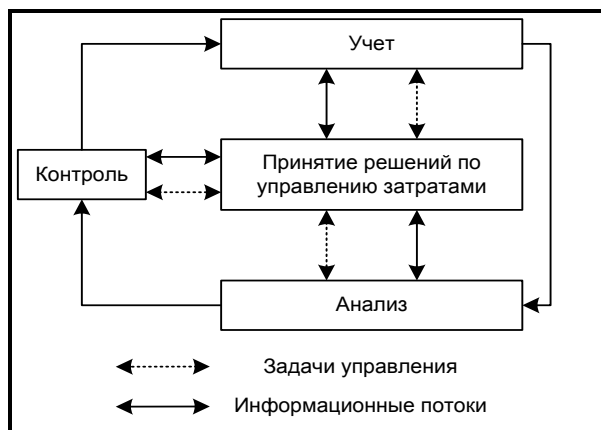 Учет
Принятие решений по
управлению затратами
Контроль
Анализ
Задачи управления
Информационные потоки